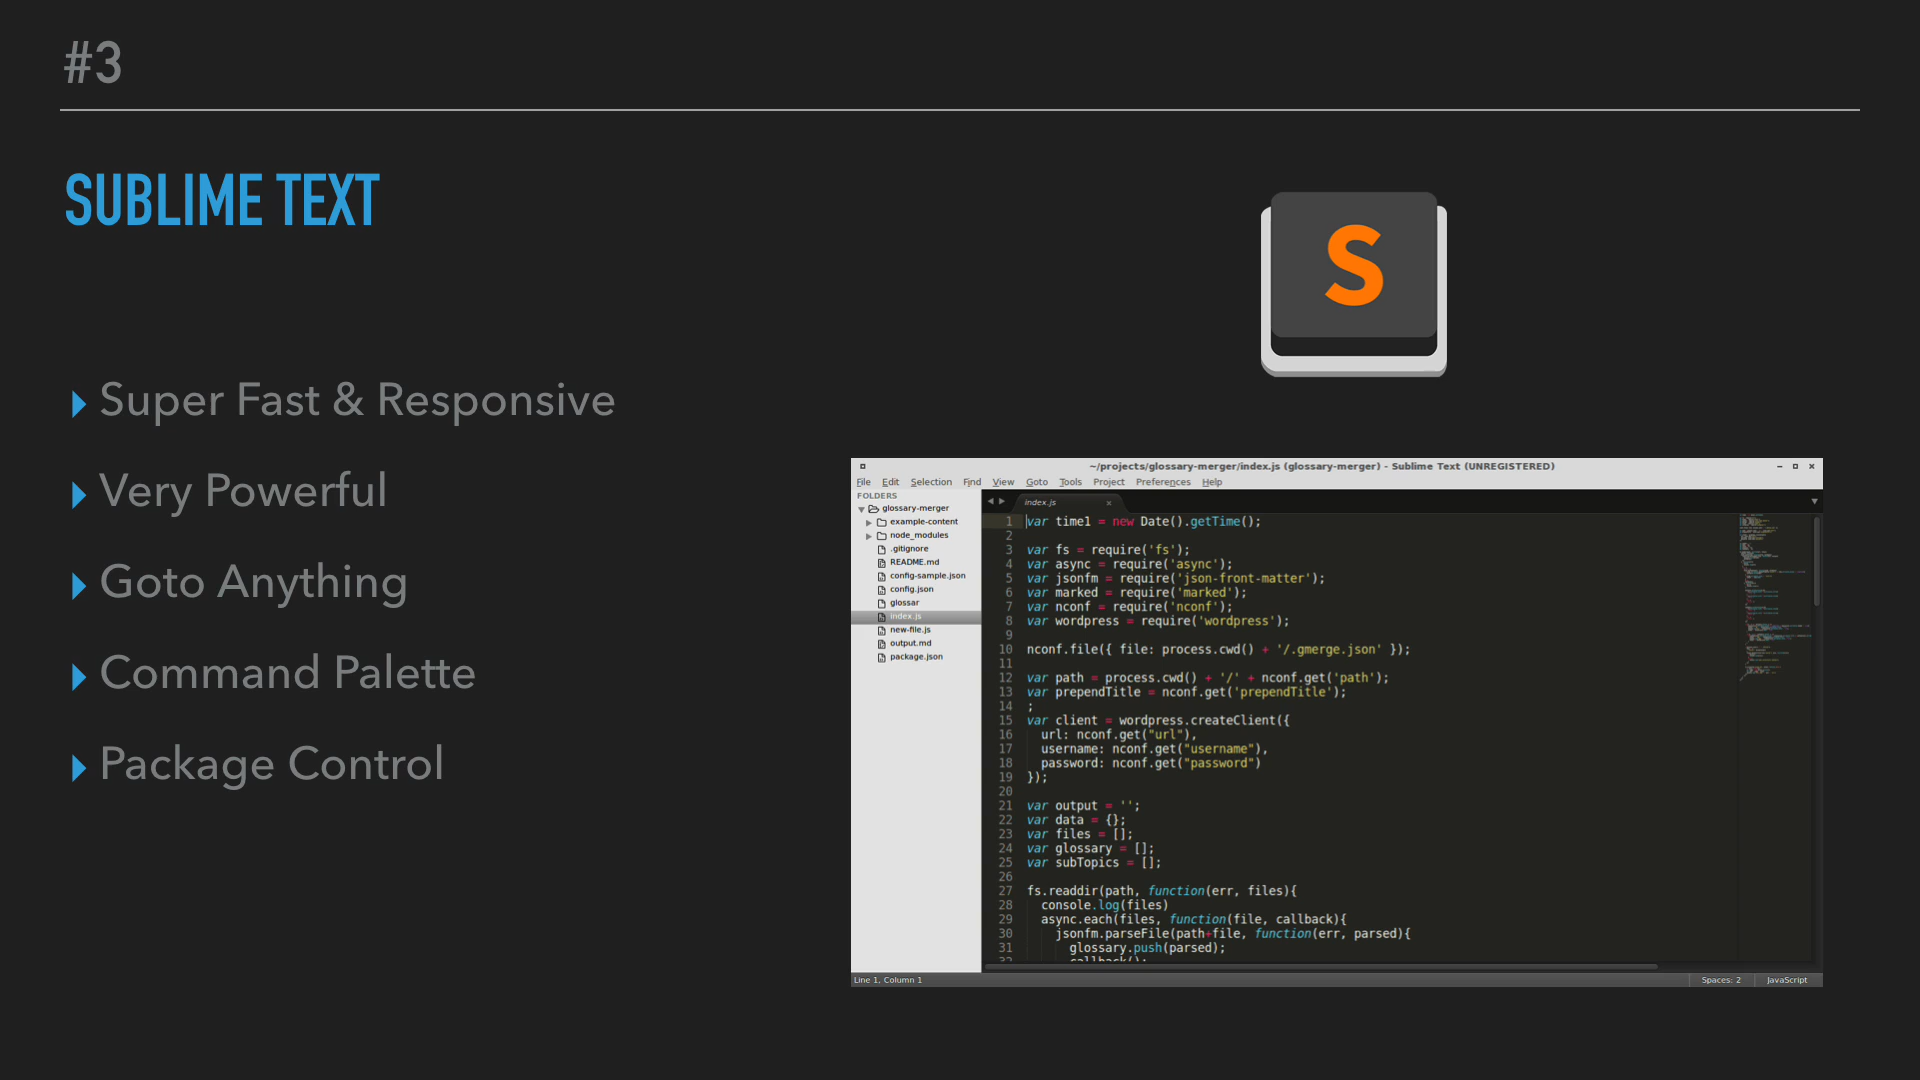 #3
SUBLIME TEXT
Super Fast & Responsive
Very Powerful
Goto Anything
Command Palette
Package Control
S
~/projects/glossary-merger/index.js (glossary-merger) - Sublime Text (UNREGISTERED)
File Edit Selection Find View Goto Tools Project Preferences Help
FOLDERS
glossary-merger
example-content
node_modules
.gitignore
README.md
config-sample.json
config.json
glossar
index.js
new-file.js
output.md
package.json
index.js
1 var time1 = new Date().getTime();
2
3 var fs = require('fs');
4 var async = require('async');
5 var jsonfm = require('json-front-matter');
6 var marked = require('marked');
7 var nconf = require('nconf');
8 var wordpress = require('wordpress');
9
10 nconf.file({ file: process.cwd() + '/.gmerge.json' });
11
12 var path = process.cwd() + '/' + nconf.get('path');
13 var prependTitle = nconf.get('prependTitle');
14 ;
15 var client = wordpress.createClient({
16 url: nconf.get("url"),
17 username: nconf.get("username"),
18 password: nconf.get("password")
19 });
20
21 var output = '';
22 var data = {};
23 var files = [];
24 var glossary = [];
25 var subTopics = [];
26
27 fs.readdir(path, function(err, files){
28 console.log(files)
29 async.each(files, function(file, callback){
30 jsonfm.parseFile(path+file, function(err, parsed){
31 glossary.push(parsed);
32 callback();
Line 1, Column 1
Spaces: 2
JavaScript